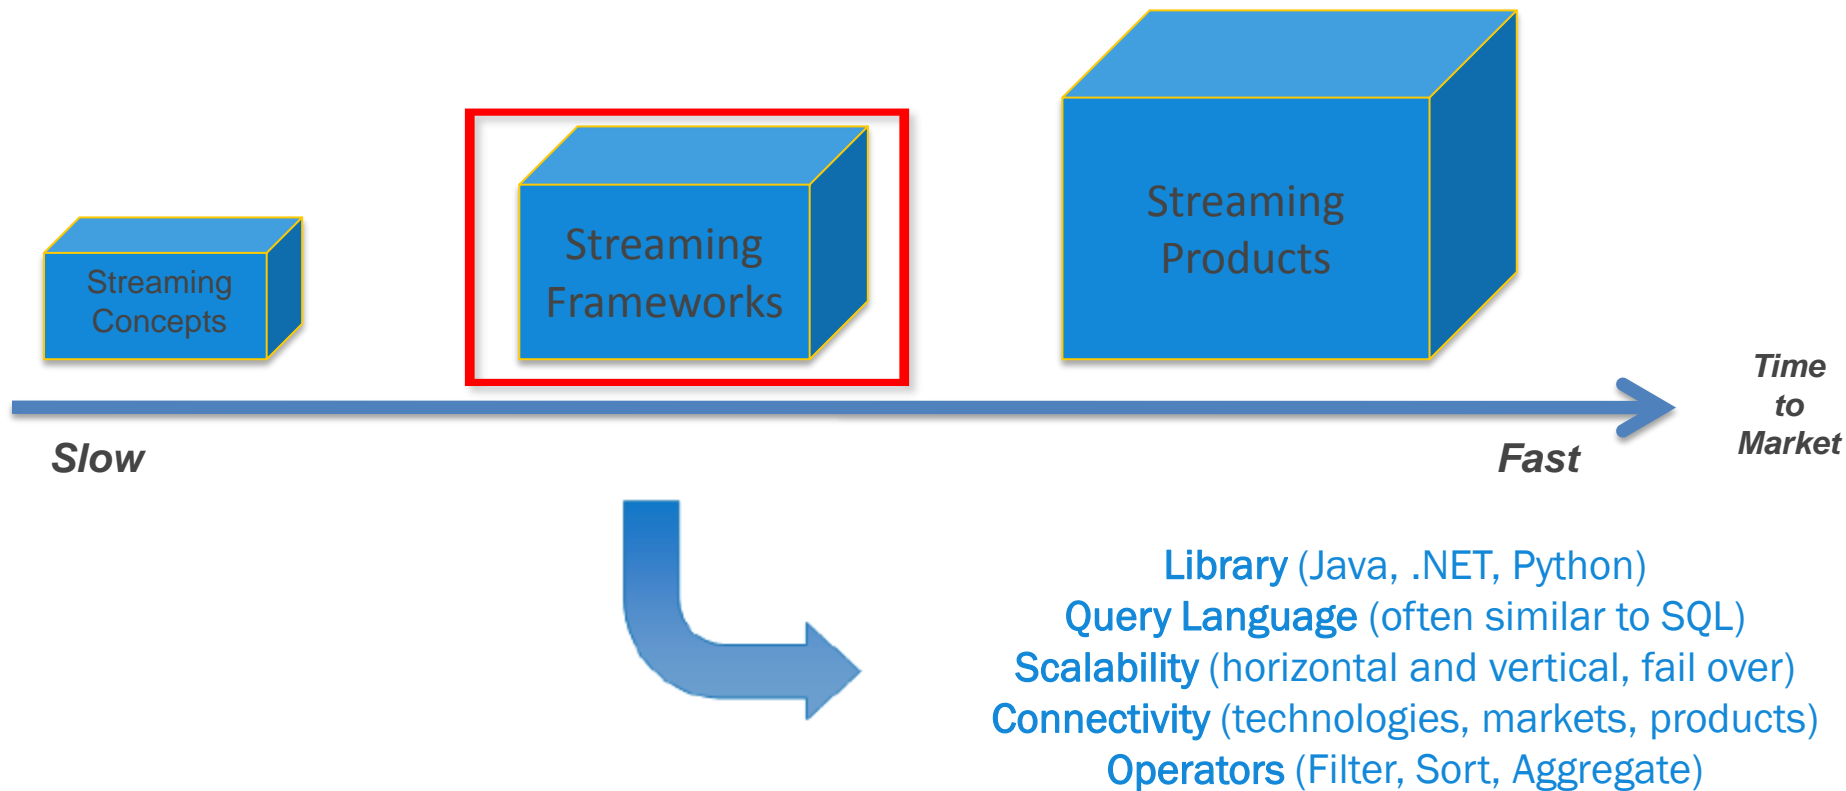 Streaming
Concepts
Streaming
Frameworks
Streaming
Products
Time
to
Market
Slow
Fast
Library (Java, .NET, Python)
Query Language (often similar to SQL)
Scalability (horizontal and vertical, fail over)
Connectivity (technologies, markets, products)
Operators (Filter, Sort, Aggregate)